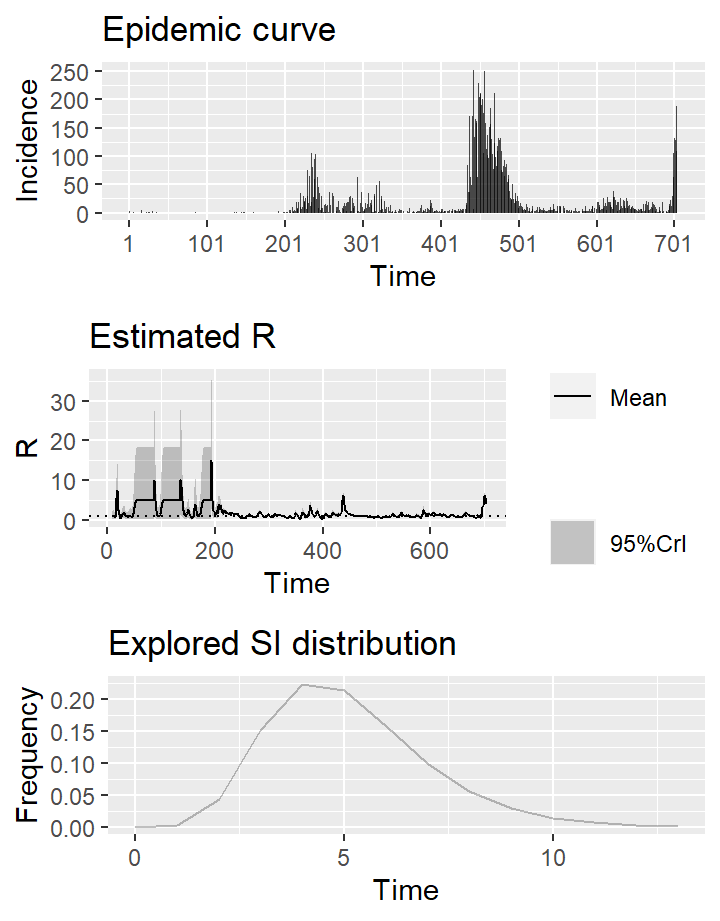 Epidemic curve
Incidence
250
200
150
100
50
0
1 101 201 301 401 501 601 701
Time
Estimated R
R
30
20
10
0
0 200 400 600
Time
Mean
95%CrI
Explored SI distribution
Frequency
0.20
0.15
0.10
0.05
0.00
0 5 10
Time